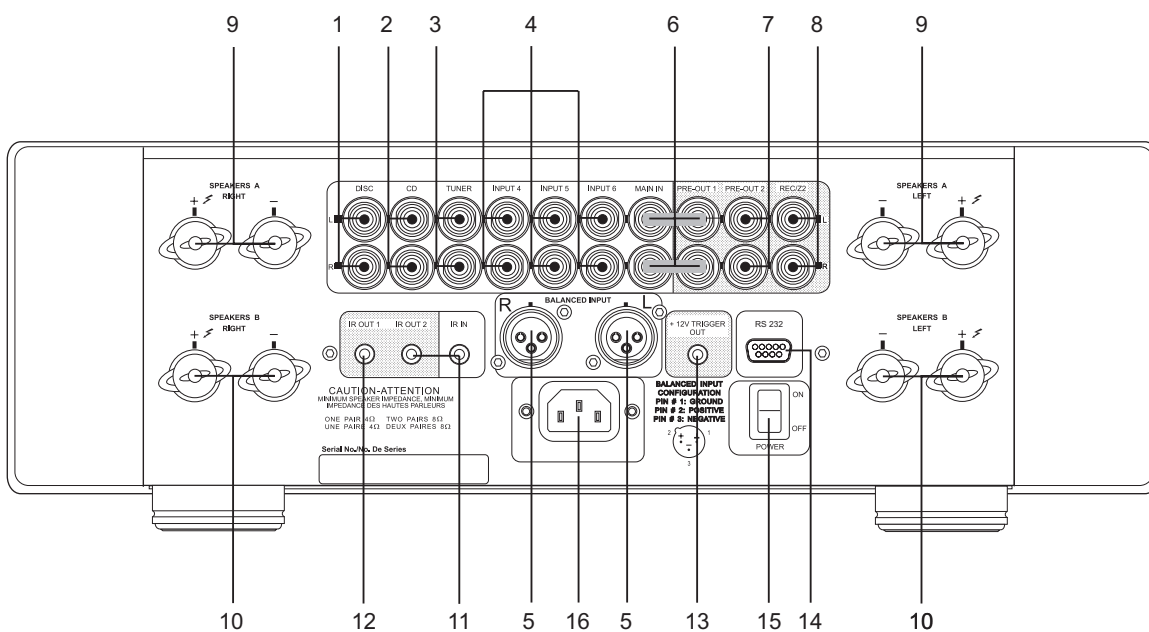 9 1 2 3 4 6 7 8 9
SPEAKERS A
RIGHT
+ −
DISC CD TUNER INPUT 4 INPUT 5 INPUT 6 MAIN IN PRE-OUT 1 PRE-OUT 2 REC/Z2
L L
R R
SPEAKERS A
LEFT
− +
SPEAKERS B
RIGHT
+ −
IR OUT 1 IR OUT 2 IR IN
R BALANCED INPUT L
+ 12V TRIGGER
OUT
RS 232
SPEAKERS B
LEFT
− +
CAUTION-ATTENTION
MINIMUM SPEAKER IMPEDANCE, MINIMUM
IMPEDANCE DES HAUTES PARLEURS
ONE PAIR 4Ω TWO PAIRS 8Ω
UNE PAIRE 4Ω DEUX PAIRES 8Ω
Serial No./No. De Series
BALANCED INPUT
CONFIGURATION
PIN # 1: GROUND
PIN # 2: POSITIVE
PIN # 3: NEGATIVE
2 + − 1
−
3
ON
OFF
POWER
10 12 11 5 16 5 13 15 14 10